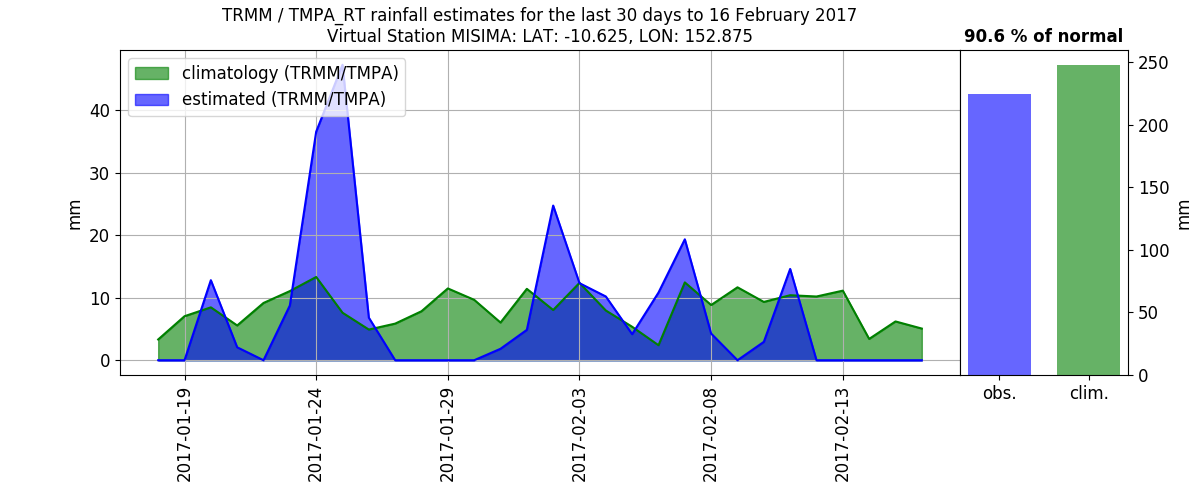 TRMM / TMPA_RT rainfall estimates for the last 30 days to 16 February 2017
Virtual Station MISIMA: LAT: -10.625, LON: 152.875
90.6 % of normal
climatology (TRMM/TMPA)
estimated (TRMM/TMPA)
mm
40
30
20
10
0
2017-01-19
2017-01-24
2017-01-29
2017-02-03
2017-02-08
2017-02-13
250
200
150
100
50
0
mm
obs.
clim.